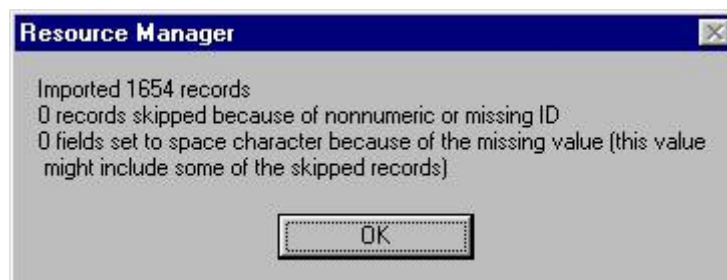 Resource Manager
Imported 1654 records
0 records skipped because of nonnumeric or missing ID
0 fields set to space character because of the missing value (this value
might include some of the skipped records)
OK